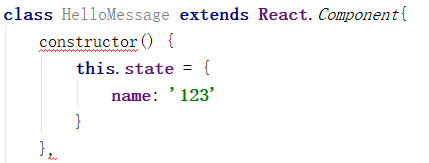 class HelloMessage extends React.Component{
constructor() {
this.state = {
name: '123'
}
},